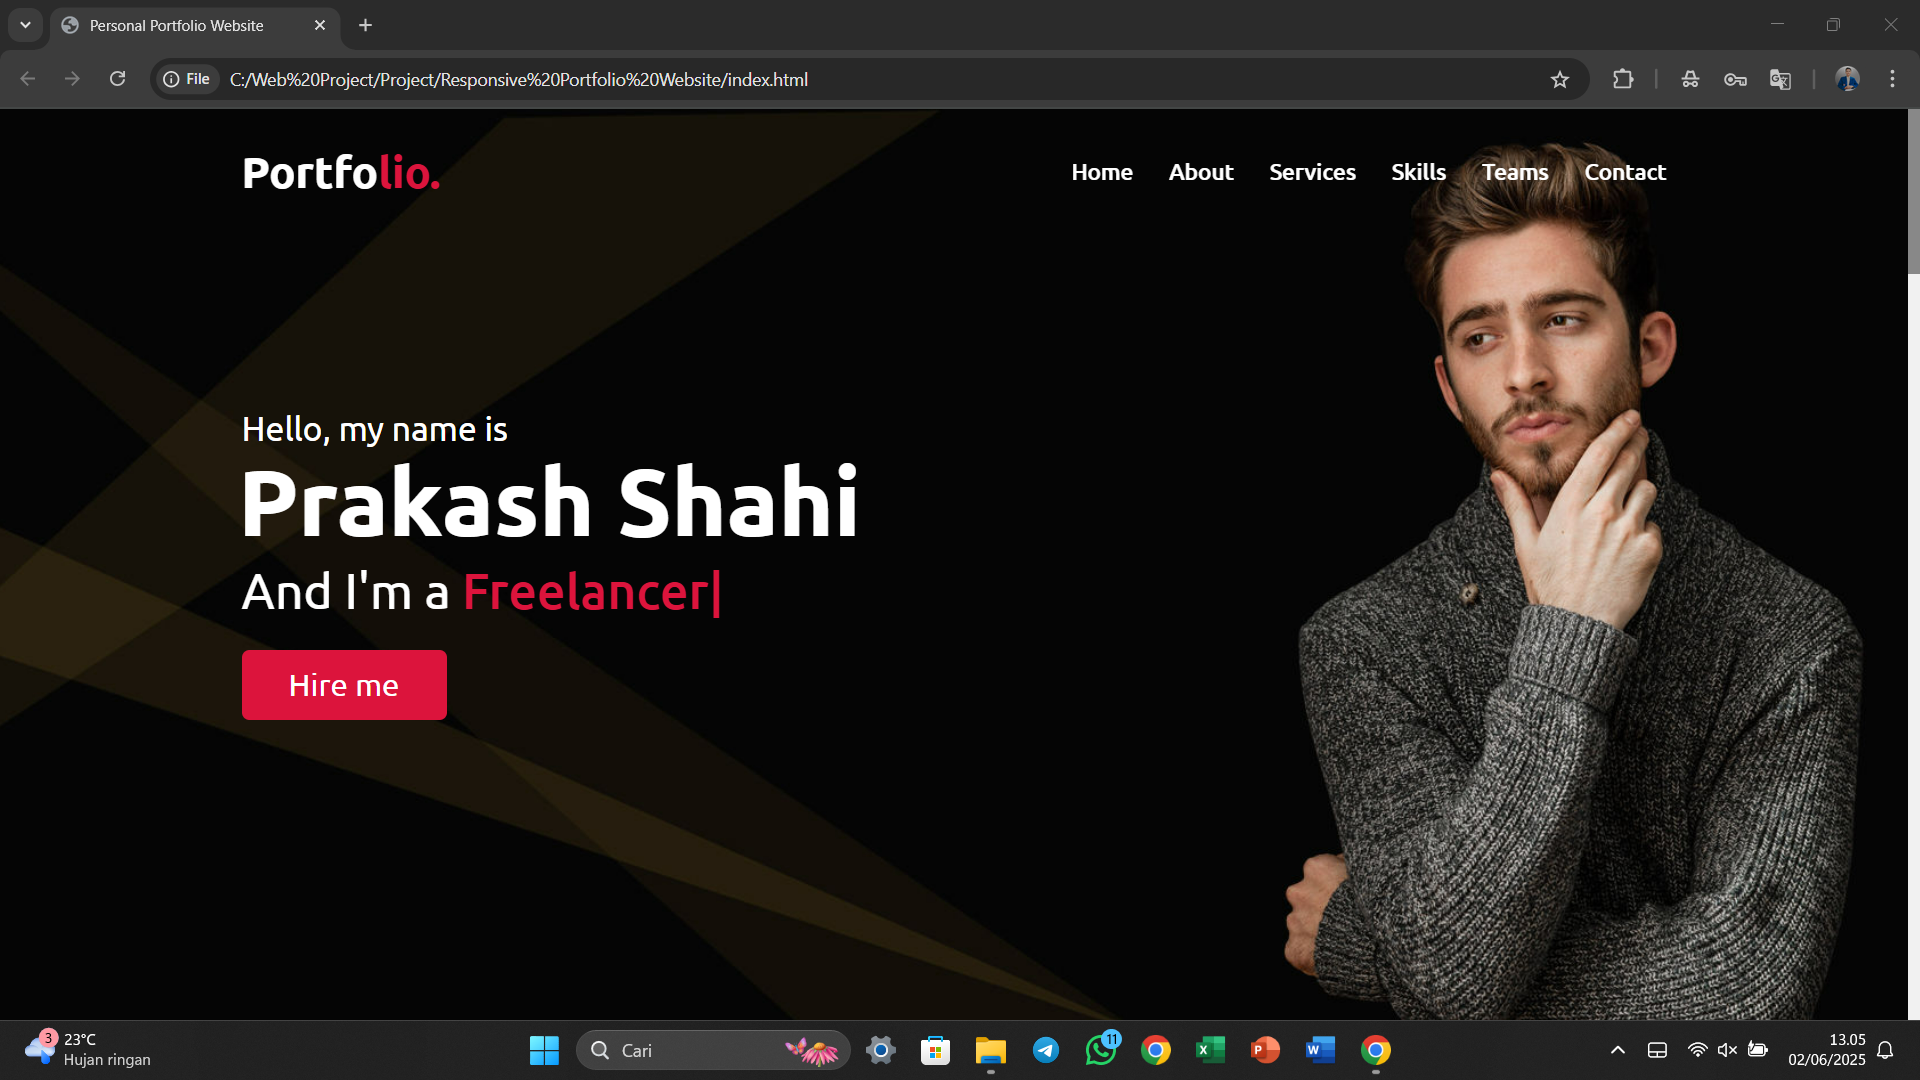 Personal Portfolio Website
File
C:/Web%20Project/Project/Responsive%20Portfolio%20Website/index.html
Portfolio.
Home
About
Services
Skills
Teams
Contact
Hello, my name is
Prakash Shahi
And I'm a Freelancer|
Hire me
3
23°C
Hujan ringan
Cari
11
13.05
02/06/2025